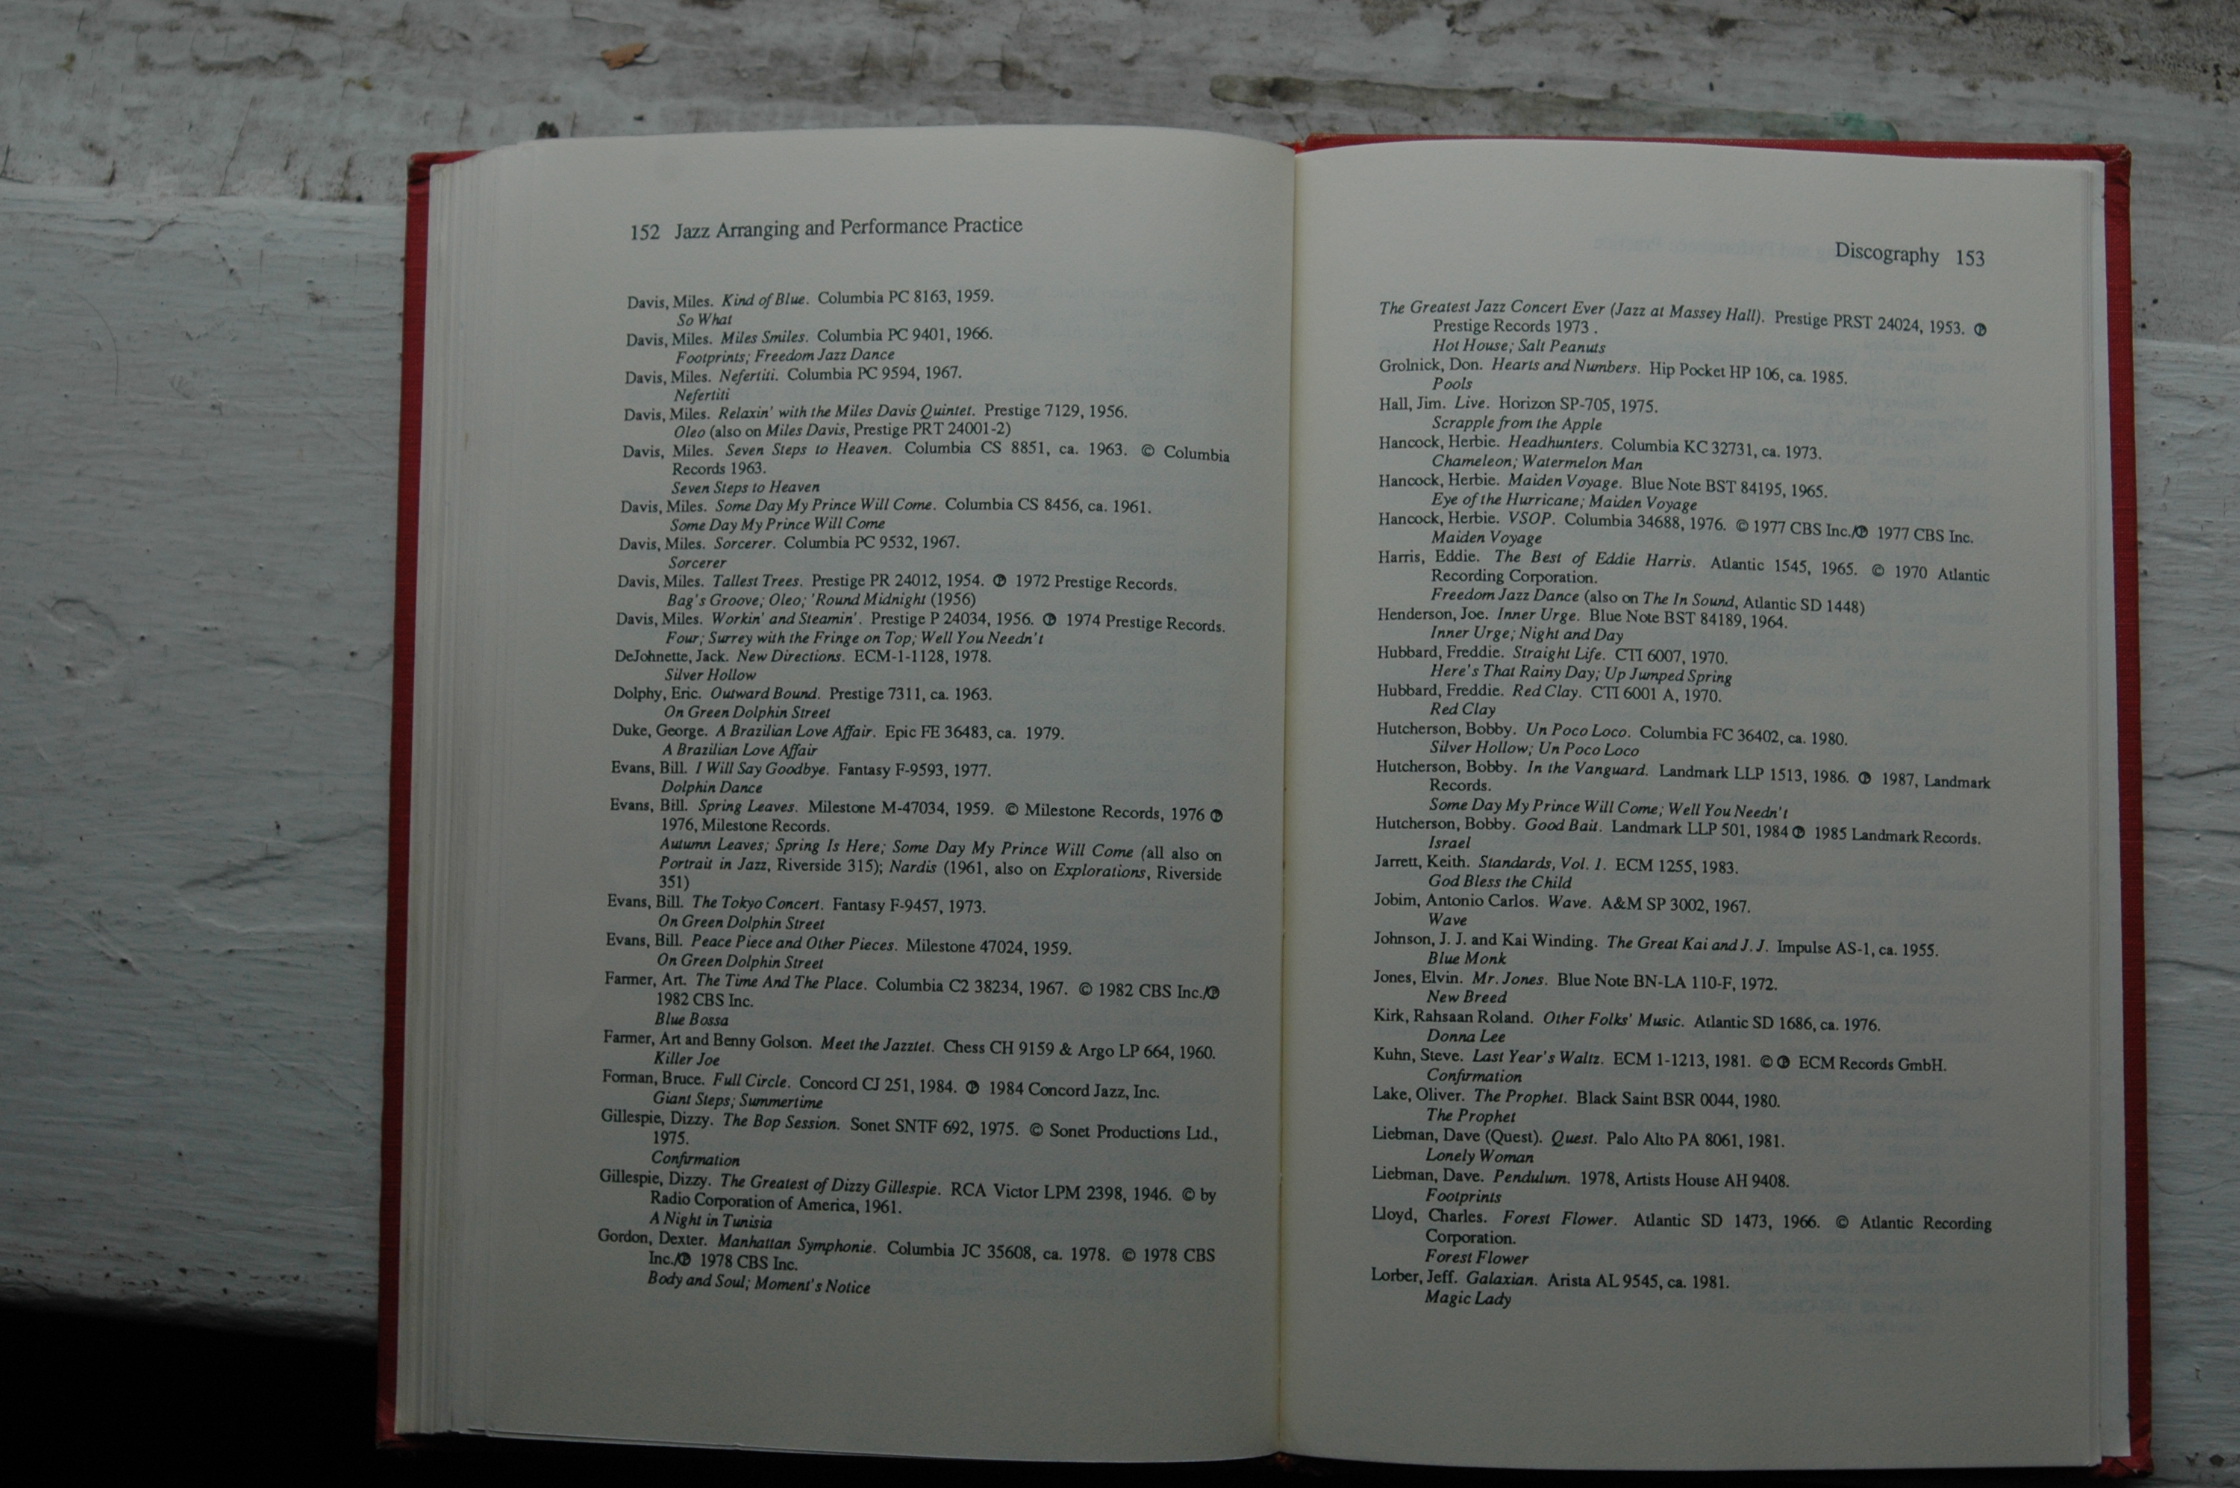 152 Jazz Arranging and Performance Practice
Davis, Miles. Kind of Blue. Columbia PC 8163, 1959.
So What
Davis, Miles. Miles Smiles. Columbia PC 9401, 1966.
Footprints; Freedom Jazz Dance
Davis, Miles. Nefertiti. Columbia PC 9594, 1967.
Nefertiti
Davis, Miles. Relaxin' with the Miles Davis Quintet. Prestige 7129, 1956.
Oleo (also on Miles Davis, Prestige PRT 24001-2)
Davis, Miles. Seven Steps to Heaven. Columbia CS 8851, ca. 1963. © Columbia
Records 1963.
Seven Steps to Heaven
Davis, Miles. Some Day My Prince Will Come. Columbia CS 8456, ca. 1961.
Some Day My Prince Will Come
Davis, Miles. Sorcerer. Columbia PC 9532, 1967.
Sorcerer
Davis, Miles. Tallest Trees. Prestige PR 24012, 1954. ℗ 1972 Prestige Records.
Bag's Groove; Oleo; 'Round Midnight (1956)
Davis, Miles. Workin' and Steamin'. Prestige P 24034, 1956. ℗ 1974 Prestige Records.
Four; Surrey with the Fringe on Top; Well You Needn't
DeJohnette, Jack. New Directions. ECM-1-1128, 1978.
Silver Hollow
Dolphy, Eric. Outward Bound. Prestige 7311, ca. 1963.
On Green Dolphin Street
Duke, George. A Brazilian Love Affair. Epic FE 36483, ca. 1979.
A Brazilian Love Affair
Evans, Bill. I Will Say Goodbye. Fantasy F-9593, 1977.
Dolphin Dance
Evans, Bill. Spring Leaves. Milestone M-47034, 1959. © Milestone Records, 1976 ℗
1976, Milestone Records.
Autumn Leaves; Spring Is Here; Some Day My Prince Will Come (all also on
Portrait in Jazz, Riverside 315); Nardis (1961, also on Explorations, Riverside
351)
Evans, Bill. The Tokyo Concert. Fantasy F-9457, 1973.
On Green Dolphin Street
Evans, Bill. Peace Piece and Other Pieces. Milestone 47024, 1959.
On Green Dolphin Street
Farmer, Art. The Time And The Place. Columbia C2 38234, 1967. © 1982 CBS Inc./℗
1982 CBS Inc.
Blue Bossa
Farmer, Art and Benny Golson. Meet the Jazztet. Chess CH 9159 & Argo LP 664, 1960.
Killer Joe
Forman, Bruce. Full Circle. Concord CJ 251, 1984. ℗ 1984 Concord Jazz, Inc.
Giant Steps; Summertime
Gillespie, Dizzy. The Bop Session. Sonet SNTF 692, 1975. © Sonet Productions Ltd.,
1975.
Confirmation
Gillespie, Dizzy. The Greatest of Dizzy Gillespie. RCA Victor LPM 2398, 1946. © by
Radio Corporation of America, 1961.
A Night in Tunisia
Gordon, Dexter. Manhattan Symphonie. Columbia JC 35608, ca. 1978. © 1978 CBS
Inc./℗ 1978 CBS Inc.
Body and Soul; Moment's Notice
Discography 153
The Greatest Jazz Concert Ever (Jazz at Massey Hall). Prestige PRST 24024, 1953. ℗
Prestige Records 1973 .
Hot House; Salt Peanuts
Grolnick, Don. Hearts and Numbers. Hip Pocket HP 106, ca. 1985.
Pools
Hall, Jim. Live. Horizon SP-705, 1975.
Scrapple from the Apple
Hancock, Herbie. Headhunters. Columbia KC 32731, ca. 1973.
Chameleon; Watermelon Man
Hancock, Herbie. Maiden Voyage. Blue Note BST 84195, 1965.
Eye of the Hurricane; Maiden Voyage
Hancock, Herbie. VSOP. Columbia 34688, 1976. © 1977 CBS Inc./℗ 1977 CBS Inc.
Maiden Voyage
Harris, Eddie. The Best of Eddie Harris. Atlantic 1545, 1965. © 1970 Atlantic
Recording Corporation.
Freedom Jazz Dance (also on The In Sound, Atlantic SD 1448)
Henderson, Joe. Inner Urge. Blue Note BST 84189, 1964.
Inner Urge; Night and Day
Hubbard, Freddie. Straight Life. CTI 6007, 1970.
Here's That Rainy Day; Up Jumped Spring
Hubbard, Freddie. Red Clay. CTI 6001 A, 1970.
Red Clay
Hutcherson, Bobby. Un Poco Loco. Columbia FC 36402, ca. 1980.
Silver Hollow; Un Poco Loco
Hutcherson, Bobby. In the Vanguard. Landmark LLP 1513, 1986. ℗ 1987, Landmark
Records.
Some Day My Prince Will Come; Well You Needn't
Hutcherson, Bobby. Good Bait. Landmark LLP 501, 1984 ℗ 1985 Landmark Records.
Israel
Jarrett, Keith. Standards, Vol. 1. ECM 1255, 1983.
God Bless the Child
Jobim, Antonio Carlos. Wave. A&M SP 3002, 1967.
Wave
Johnson, J. J. and Kai Winding. The Great Kai and J. J. Impulse AS-1, ca. 1955.
Blue Monk
Jones, Elvin. Mr. Jones. Blue Note BN-LA 110-F, 1972.
New Breed
Kirk, Rahsaan Roland. Other Folks' Music. Atlantic SD 1686, ca. 1976.
Donna Lee
Kuhn, Steve. Last Year's Waltz. ECM 1-1213, 1981. © ℗ ECM Records GmbH.
Confirmation
Lake, Oliver. The Prophet. Black Saint BSR 0044, 1980.
The Prophet
Liebman, Dave (Quest). Quest. Palo Alto PA 8061, 1981.
Lonely Woman
Liebman, Dave. Pendulum. 1978, Artists House AH 9408.
Footprints
Lloyd, Charles. Forest Flower. Atlantic SD 1473, 1966. © Atlantic Recording
Corporation.
Forest Flower
Lorber, Jeff. Galaxian. Arista AL 9545, ca. 1981.
Magic Lady